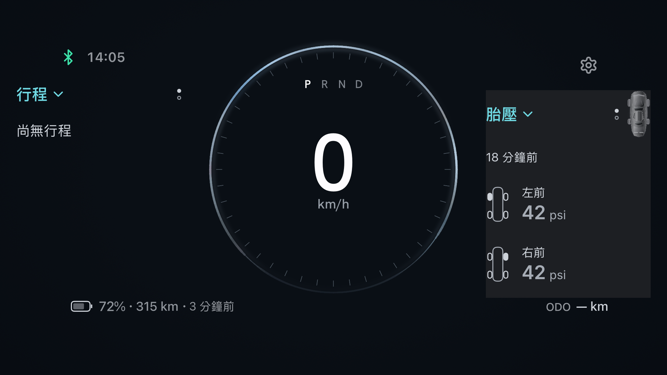 14:05
行程
尚無行程
P R N D
0
km/h
72% · 315 km · 3 分鐘前
胎壓
18 分鐘前
左前
42 psi
右前
42 psi
ODO — km